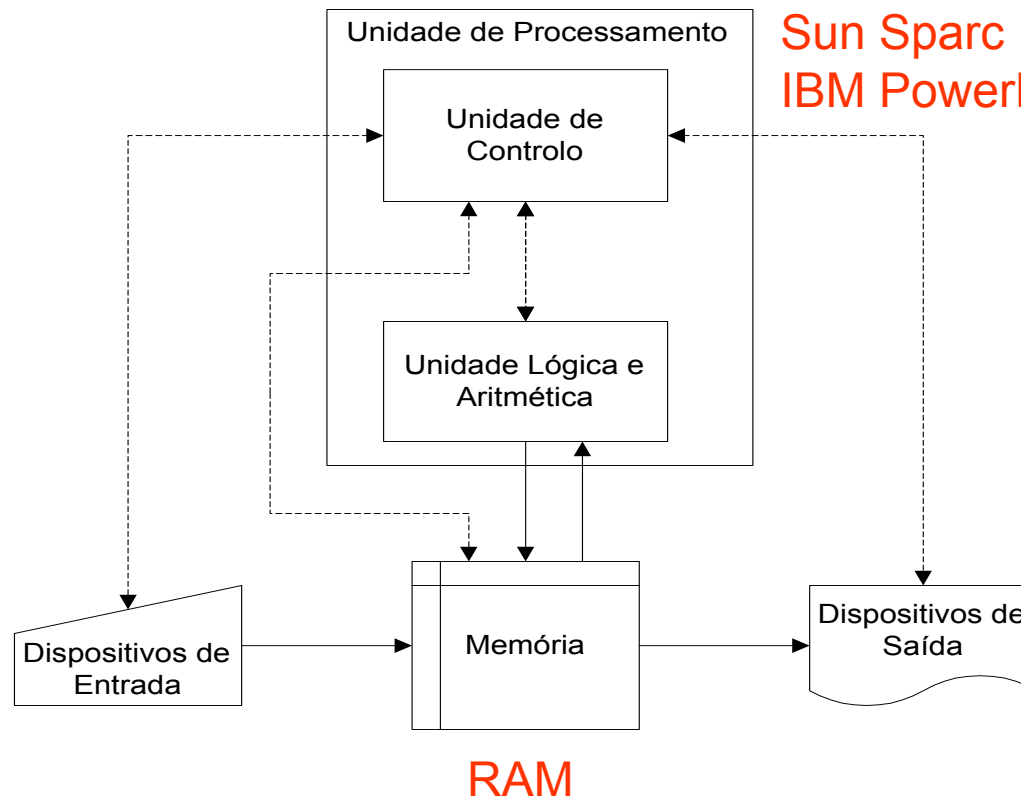 Unidade de Processamento
Sun Sparc
IBM
Unidade de
Controlo
Unidade Lógica e
Aritmética
Dispositivos de
Entrada
Memória
Dispositivos de
Saída
RAM